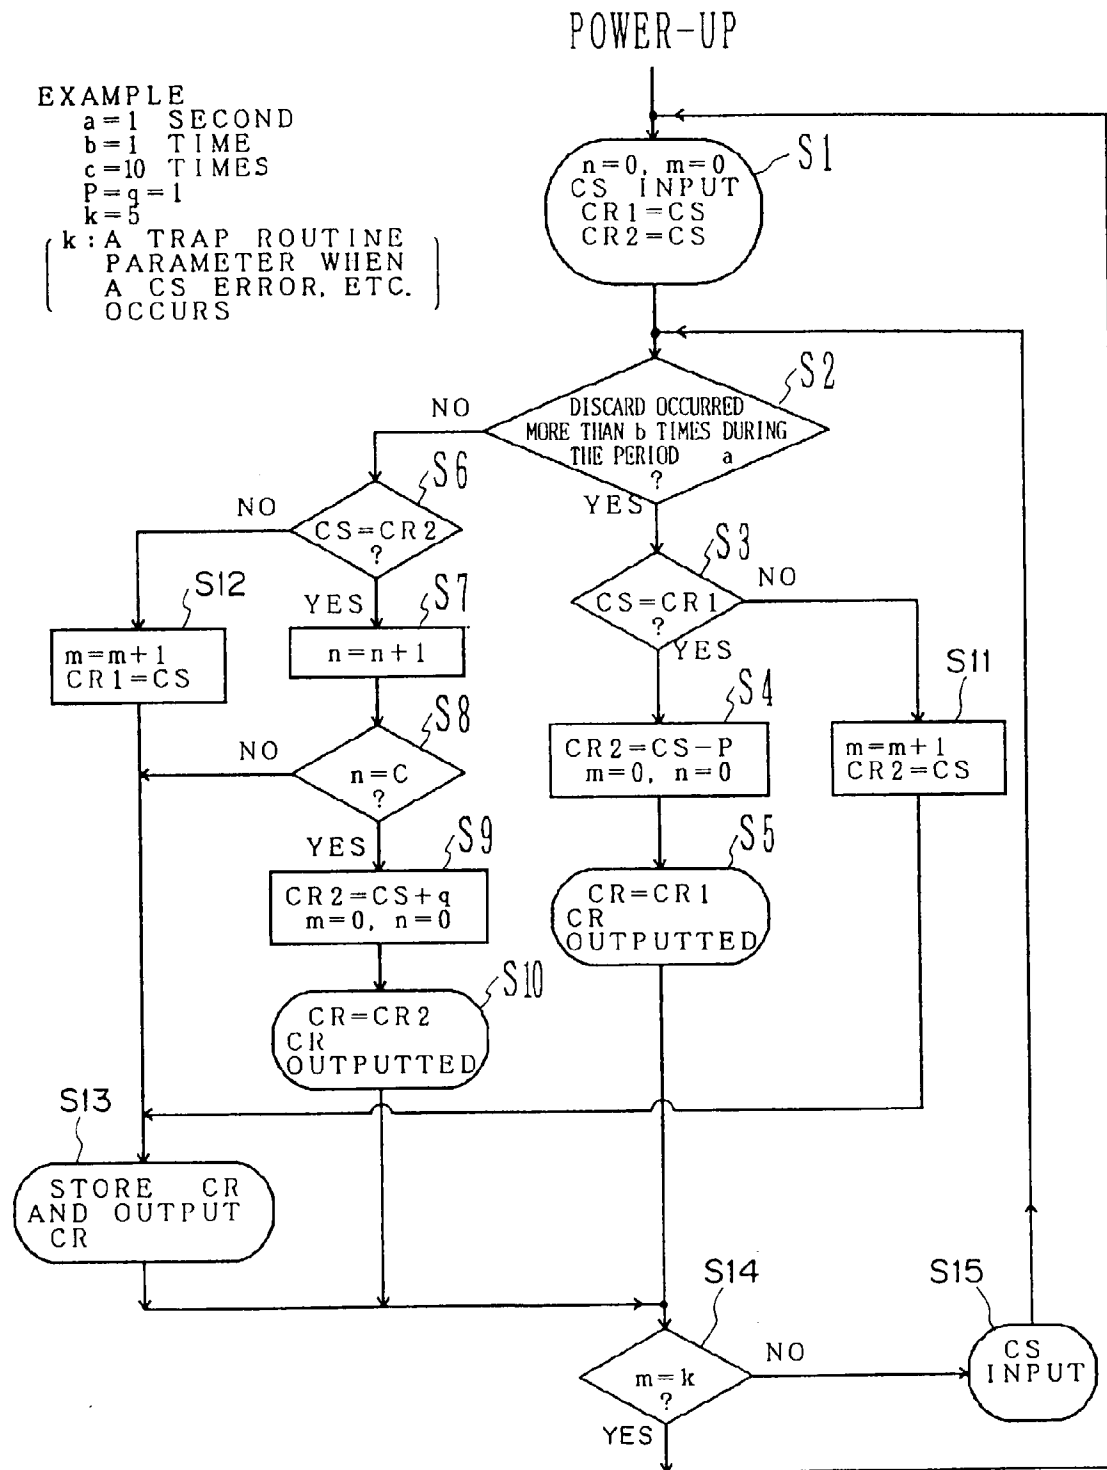 POWER-UP
EXAMPLE
a=1 SECOND
b=1 TIME
c=10 TIMES
P=q=1
k=5
k: A TRAP ROUTINE
PARAMETER WHEN
A CS ERROR, ETC.
OCCURS
S1
n=0, m=0
CS INPUT
CR1=CS
CR2=CS
S2
DISCARD OCCURRED
MORE THAN b TIMES DURING
THE PERIOD a
?
NO
YES
S6
CS=CR2
?
NO
YES
S3
CS=CR1
?
NO
YES
S12
m=m+1
CR1=CS
S7
n=n+1
S11
m=m+1
CR2=CS
S4
CR2=CS-P
m=0, n=0
S8
n=C
?
NO
YES
S5
CR=CR1
CR
OUTPUTTED
S9
CR2=CS+q
m=0, n=0
S10
CR=CR2
CR
OUTPUTTED
S13
STORE CR
AND OUTPUT
CR
S14
m=k
?
NO
YES
S15
CS
INPUT